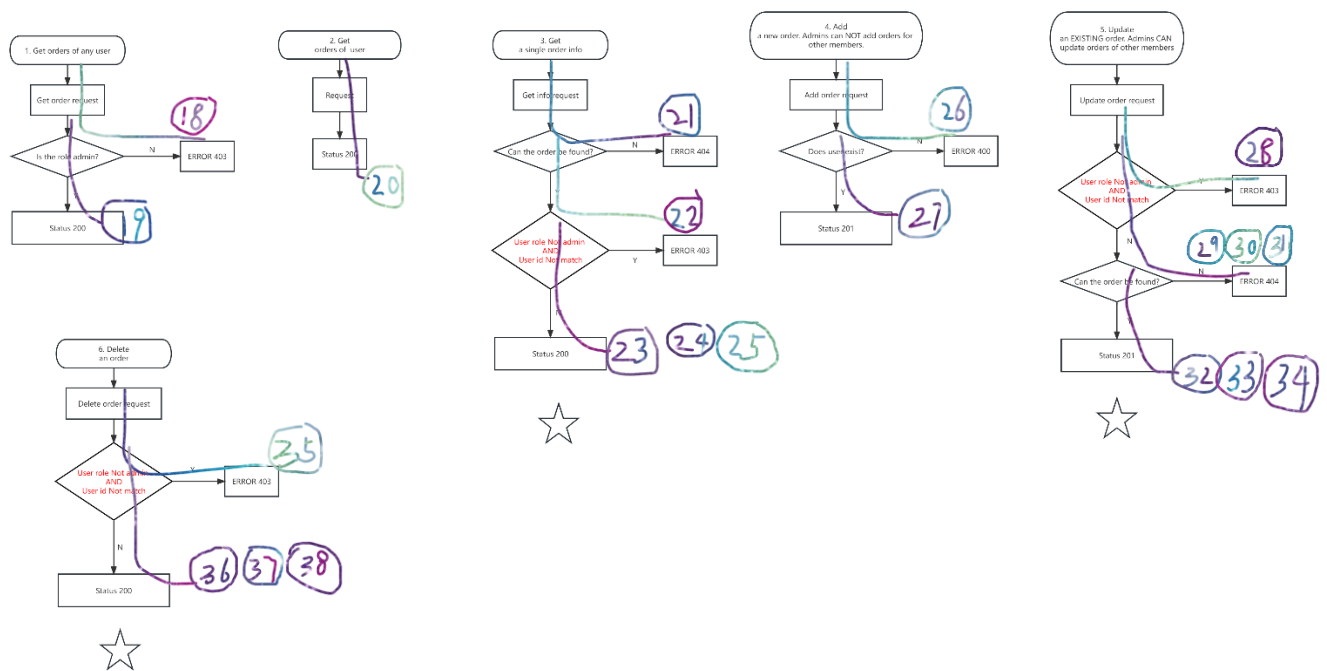 1. Get orders of any user
Get order request
18
Is the role admin?
N
ERROR 403
Status 200
19
2. Get
orders of user
Request
Status 200
20
3. Get
a single order info
Get info request
21
Can the order be found?
N
ERROR 404
22
User role Not admin
AND
User id Not match
Y
ERROR 403
Status 200
23 24 25
4. Add
a new order. Admins can NOT add orders for
other members.
Add order request
26
Does user exist?
N
ERROR 400
Y
Status 201
27
5. Update
an EXISTING order. Admins CAN
update orders of other members
Update order request
28
User role Not admin
AND
User id Not match
Y
ERROR 403
N
29 30 31
Can the order be found?
N
ERROR 404
Status 201
32 33 34
6. Delete
an order
Delete order request
25
User role Not admin
AND
User id Not match
Y
ERROR 403
N
36 37 38
Status 200